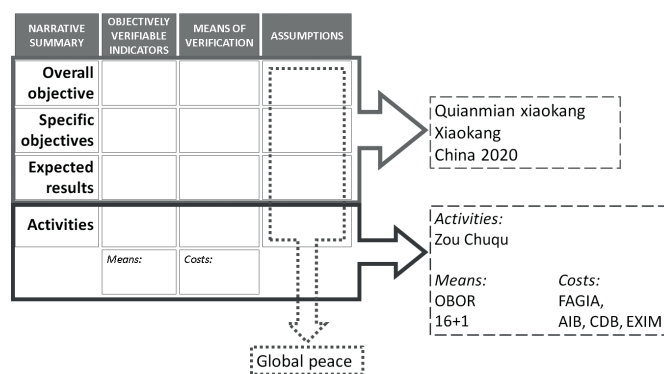 NARRATIVE SUMMARY
OBJECTIVELY VERIFIABLE INDICATORS
MEANS OF VERIFICATION
ASSUMPTIONS
Overall objective
Specific objectives
Expected results
Activities
Means:
Costs:
Quianmian xiaokang
Xiaokang
China 2020
Activities:
Zou Chuqu
Means: Costs:
OBOR FAGIA,
16+1 AIB, CDB, EXIM
Global peace